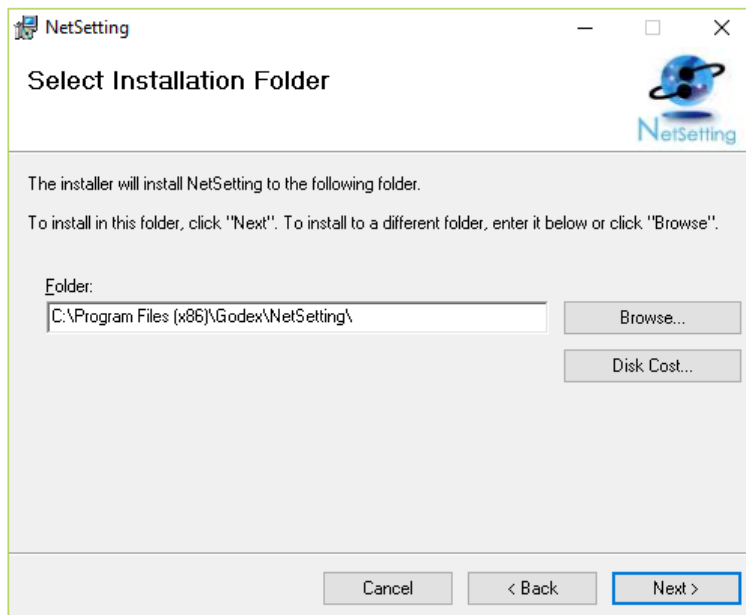 NetSetting
Select Installation Folder
NetSetting
The installer will install NetSetting to the following folder.
To install in this folder, click "Next". To install to a different folder, enter it below or click "Browse".
Folder:
C:\Program Files (x86)\Godex\NetSetting\
Browse...
Disk Cost...
Cancel
< Back
Next >